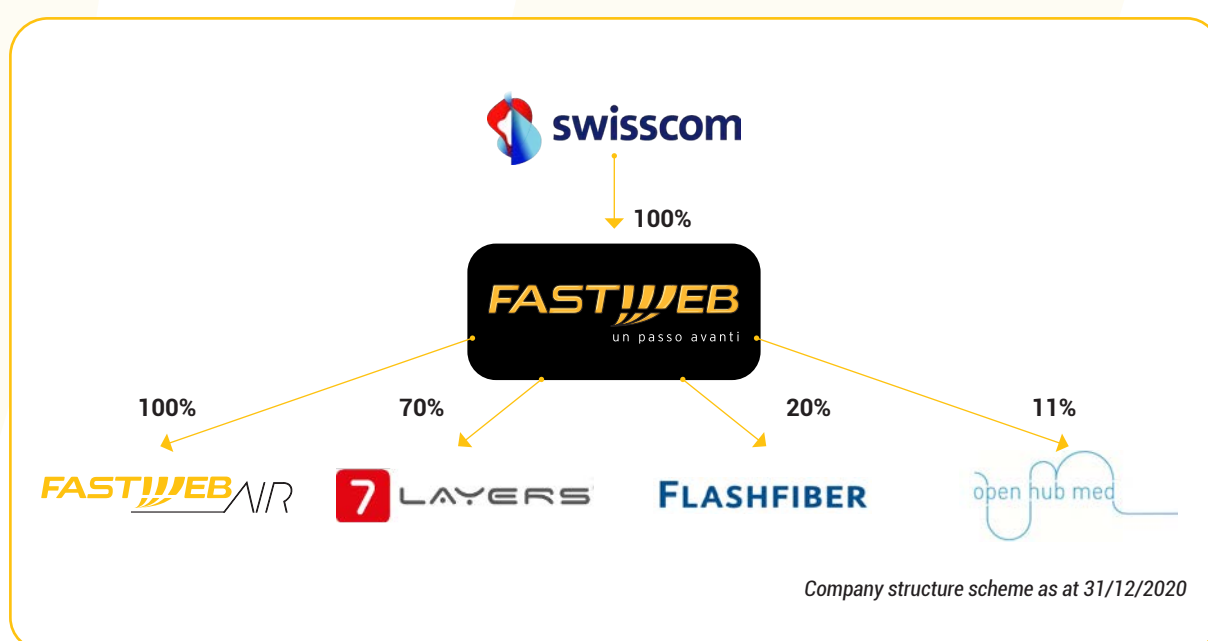 swisscom
100%
FASTWEB
un passo avanti
100%
70%
20%
11%
FASTWEB AIR
7 LAYERS
FLASHFIBER
open hub med
Company structure scheme as at 31/12/2020